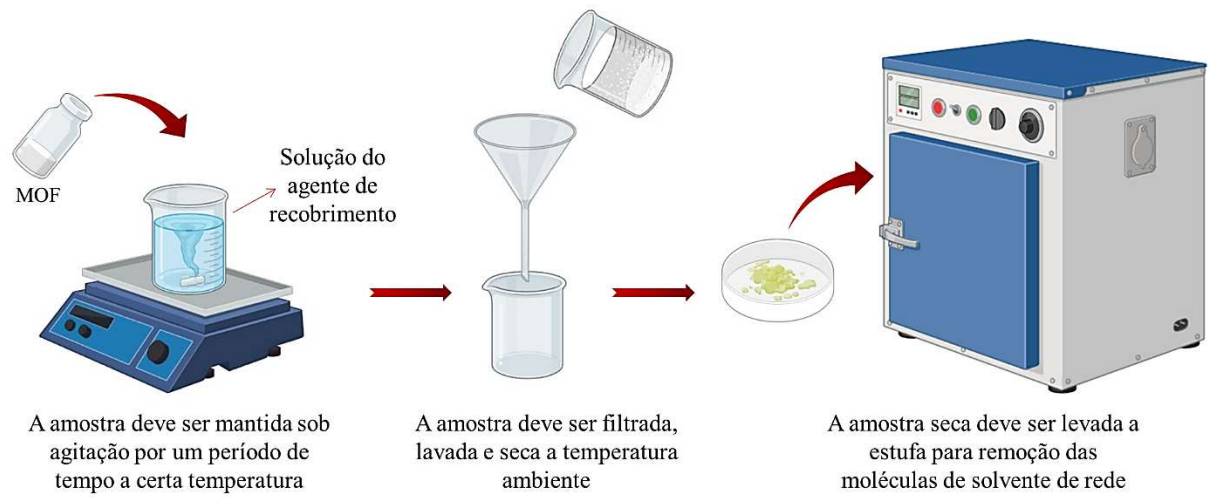 MOF
Solução do
agente de
recobrimento
A amostra deve ser mantida sob
agitação por um período de
tempo a certa temperatura
A amostra deve ser filtrada,
lavada e seca a temperatura
ambiente
A amostra seca deve ser levada a
estufa para remoção das
moléculas de solvente de rede